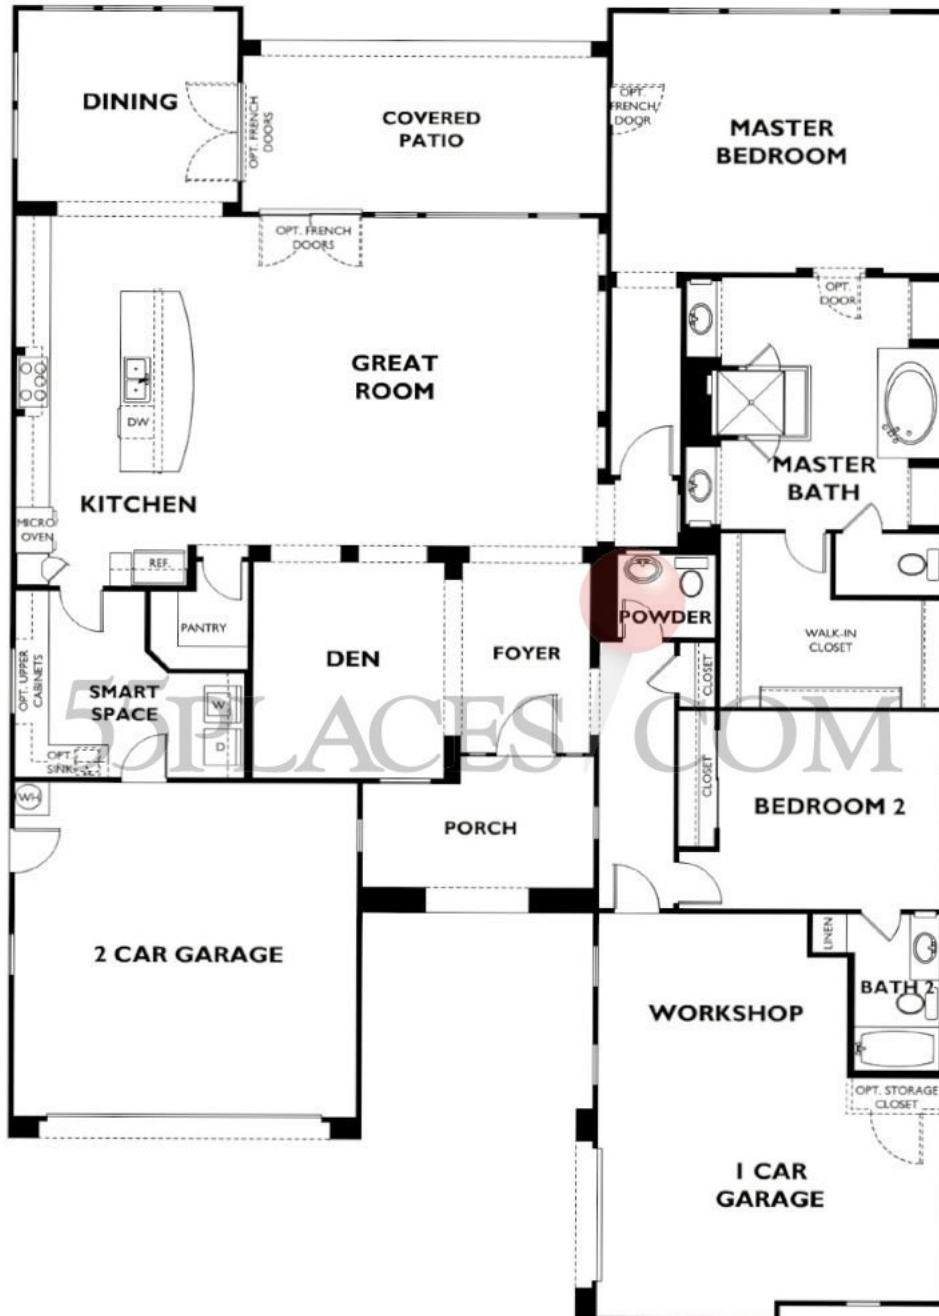 DINING
OPT. FRENCH
DOORS
COVERED
PATIO
OPT.
FRENCH
DOOR
MASTER
BEDROOM
OPT. FRENCH
DOORS
OPT.
DOOR
GREAT
ROOM
DW
KITCHEN
MICRO
OVEN
REF.
MASTER
BATH
PANTRY
DEN
FOYER
POWDER
WALK-IN
CLOSET
CLOSET
OPT. UPPER
CABINETS
SMART
SPACE
W
D
OPT.
SINK
55PLACES/COM
CLOSET
BEDROOM 2
WH
PORCH
2 CAR GARAGE
LINEN
BATH 2
WORKSHOP
OPT. STORAGE
CLOSET
1 CAR
GARAGE